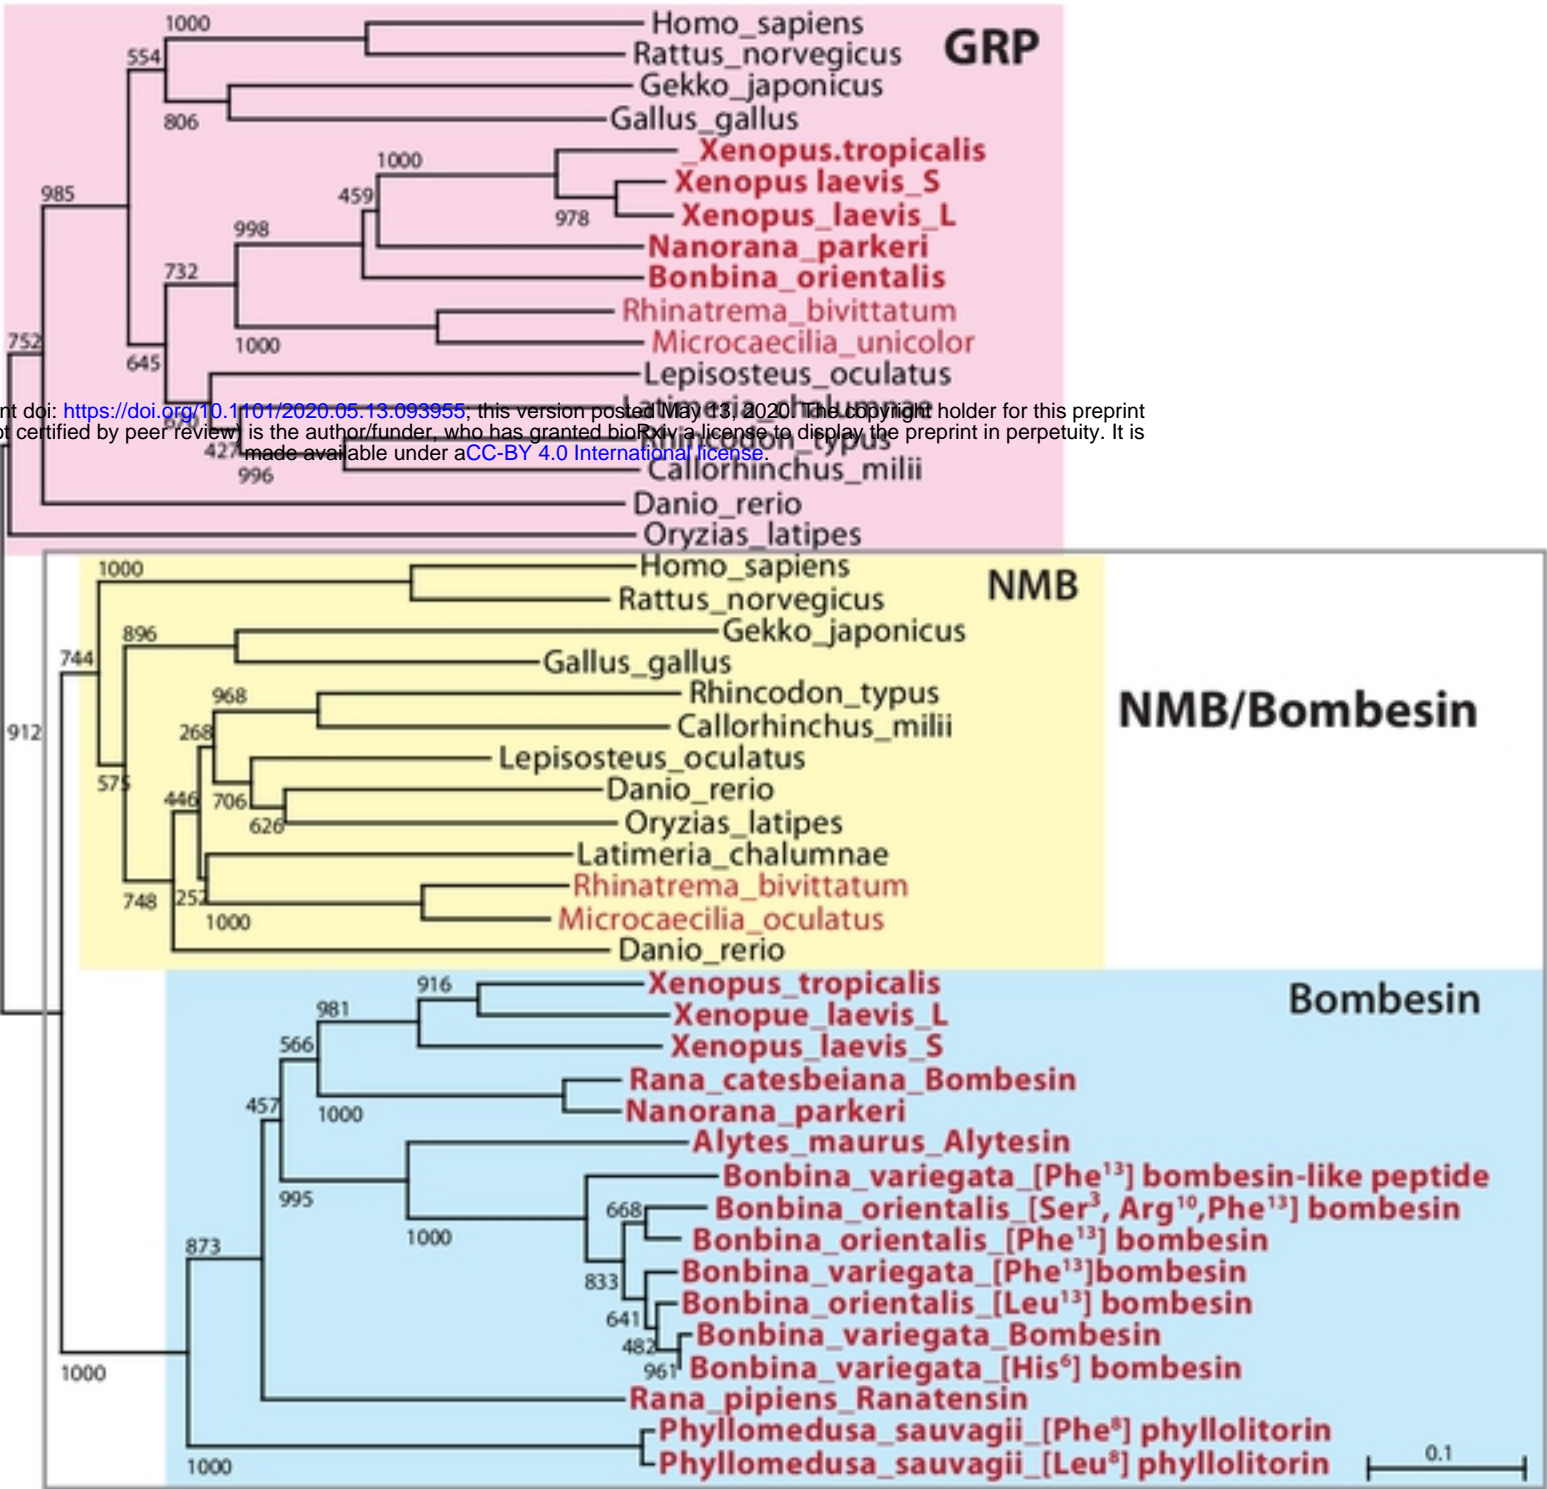 1000
Homo_sapiens
GRP
554
Rattus_norvegicus
Gekko_japonicus
806
Gallus_gallus
1000
_Xenopus.tropicalis
985
459
Xenopus laevis_S
978
Xenopus_laevis_L
998
Nanorana_parkeri
732
Bonbina_orientalis
Rhinatrema_bivittatum
752
645
1000
Microcaecilia_unicolor
Lepisosteus_oculatus
Latimeria_chalumnae
nt doi: https://doi.org/10.1101/2020.05.13.093955; this version posted May 13, 2020. The copyright holder for this preprint
670
t certified by peer review) is the author/funder, who has granted bioRxiv a license to display the preprint in perpetuity. It is
Rhincodon_typus
427
made available under aCC-BY 4.0 International license.
996
Callorhinchus_milii
Danio_rerio
Oryzias_latipes
1000
Homo_sapiens
NMB
Rattus_norvegicus
896
Gekko_japonicus
744
Gallus_gallus
968
Rhincodon_typus
NMB/Bombesin
912
268
Callorhinchus_milii
Lepisosteus_oculatus
575
446
706
Danio_rerio
626
Oryzias_latipes
Latimeria_chalumnae
748
252
Rhinatrema_bivittatum
1000
Microcaecilia_oculatus
Danio_rerio
916
Xenopus_tropicalis
Bombesin
981
Xenopue_laevis_L
566
Xenopus_laevis_S
Rana_catesbeiana_Bombesin
457
1000
Nanorana_parkeri
Alytes_maurus_Alytesin
995
Bonbina_variegata_[Phe¹³] bombesin-like peptide
668
Bonbina_orientalis_[Ser³, Arg¹⁰,Phe¹³] bombesin
873
1000
Bonbina_orientalis_[Phe¹³] bombesin
833
Bonbina_variegata_[Phe¹³]bombesin
641
Bonbina_orientalis_[Leu¹³] bombesin
482
Bonbina_variegata_Bombesin
1000
961
Bonbina_variegata_[His⁶] bombesin
Rana_pipiens_Ranatensin
Phyllomedusa_sauvagii_[Phe⁸] phyllolitorin
1000
Phyllomedusa_sauvagii_[Leu⁸] phyllolitorin
0.1